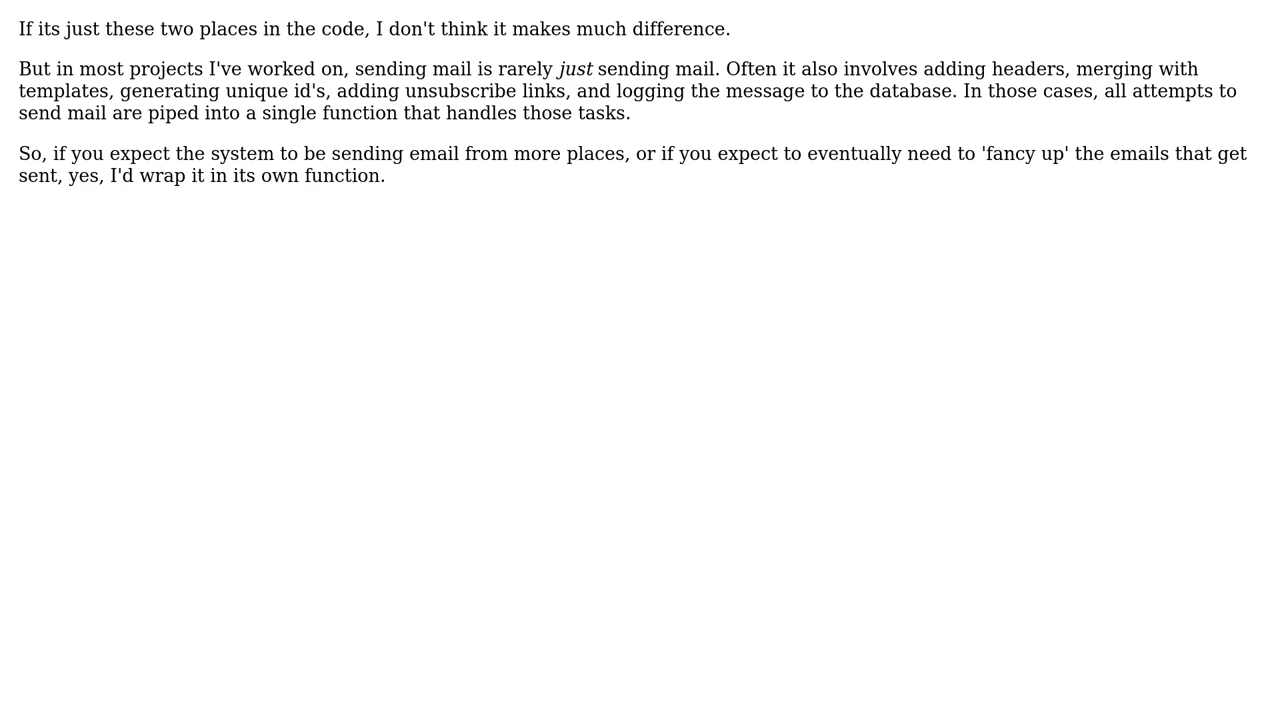 If its just these two places in the code, I don't think it makes much difference.
But in most projects I've worked on, sending mail is rarely just sending mail. Often it also involves adding headers, merging with
templates, generating unique id's, adding unsubscribe links, and logging the message to the database. In those cases, all attempts to
send mail are piped into a single function that handles those tasks.
So, if you expect the system to be sending email from more places, or if you expect to eventually need to 'fancy up' the emails that get
sent, yes, I'd wrap it in its own function.